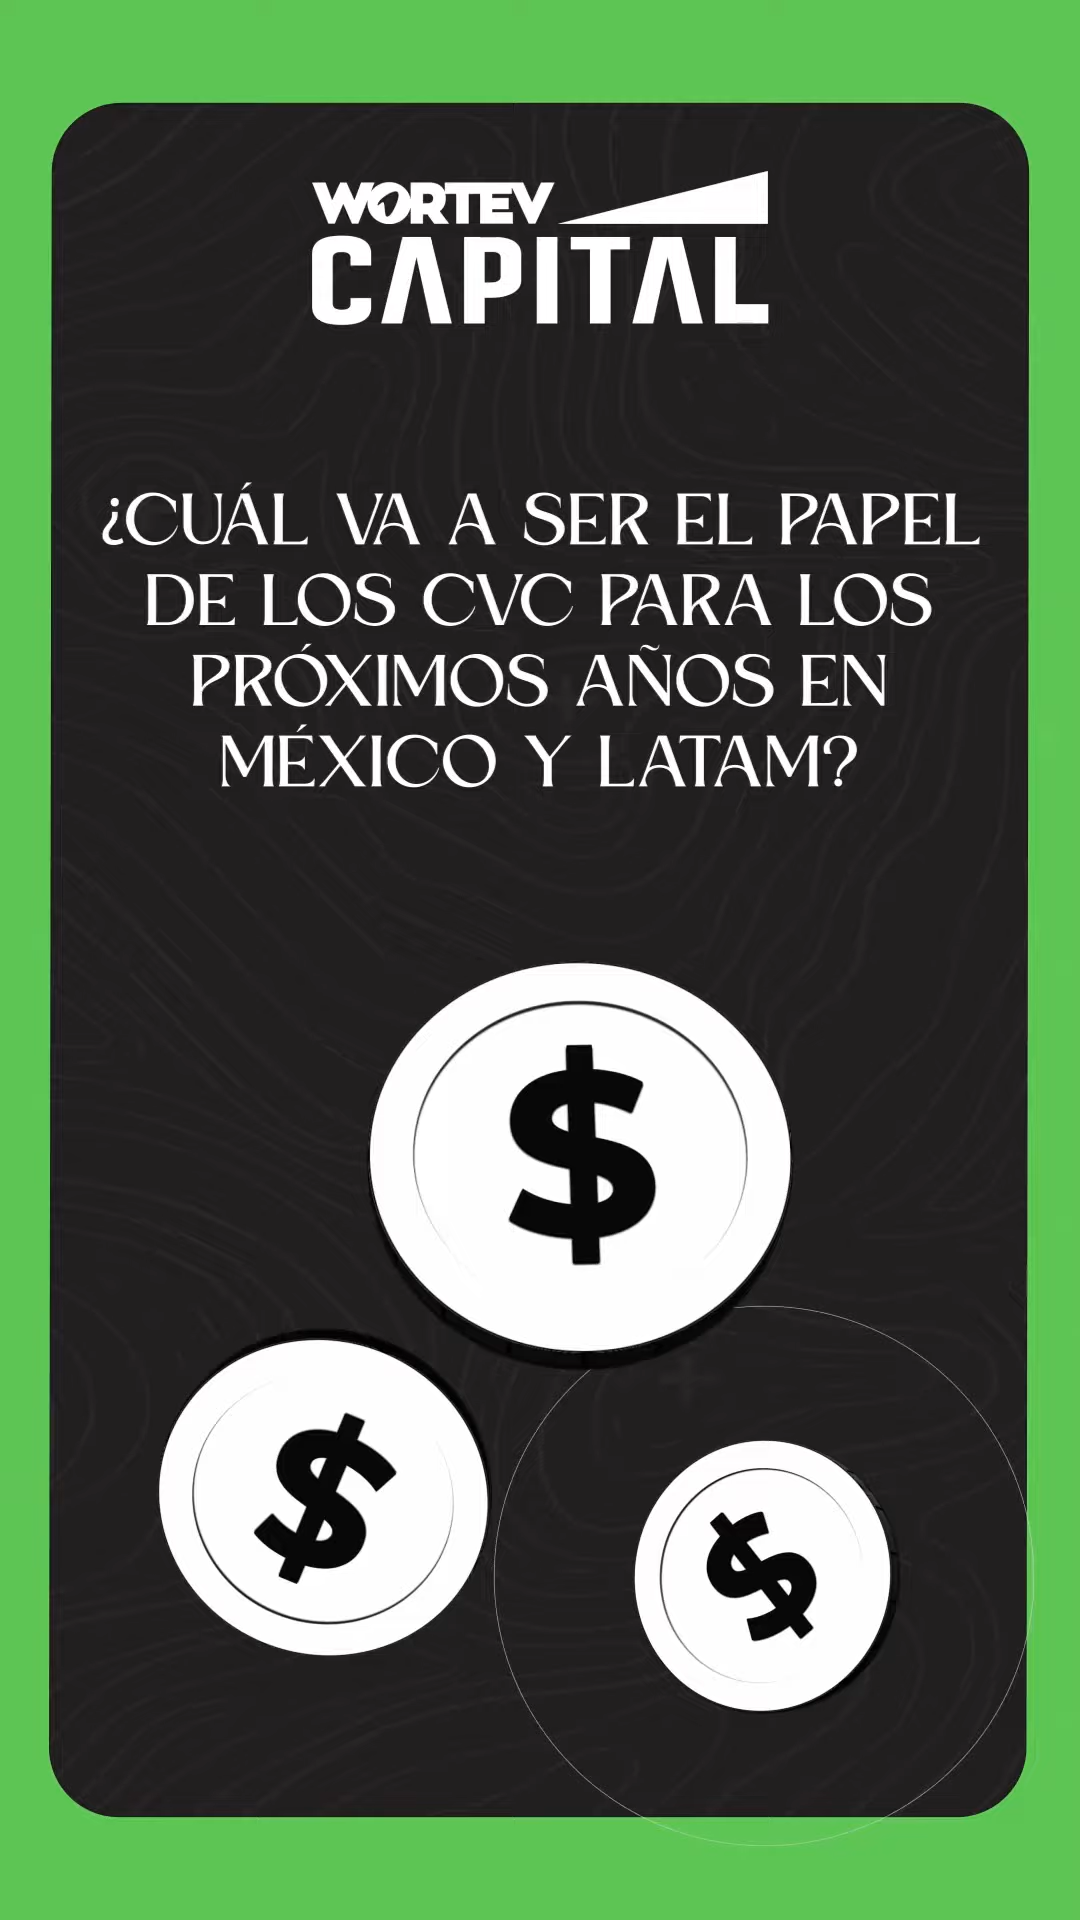 WORTEV
CAPITAL
¿CUÁL VA A SER EL PAPEL
DE LOS CVC PARA LOS
PRÓXIMOS AÑOS EN
MÉXICO Y LATAM?
$
$
$